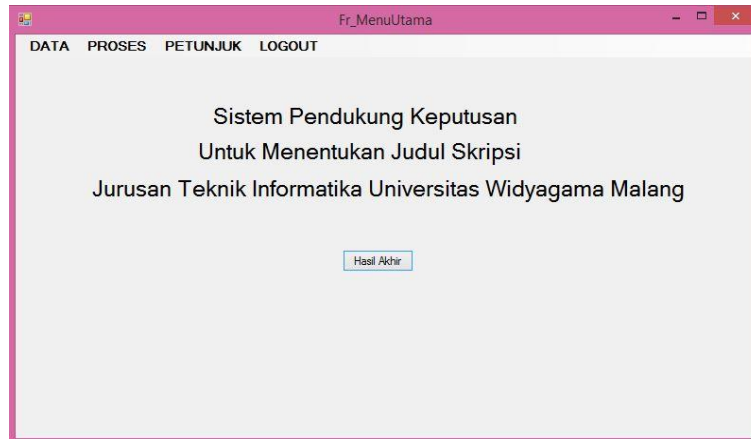 Fr_MenuUtama
DATA PROSES PETUNJUK LOGOUT
Sistem Pendukung Keputusan
Untuk Menentukan Judul Skripsi
Jurusan Teknik Informatika Universitas Widyagama Malang
Hasil Akhir